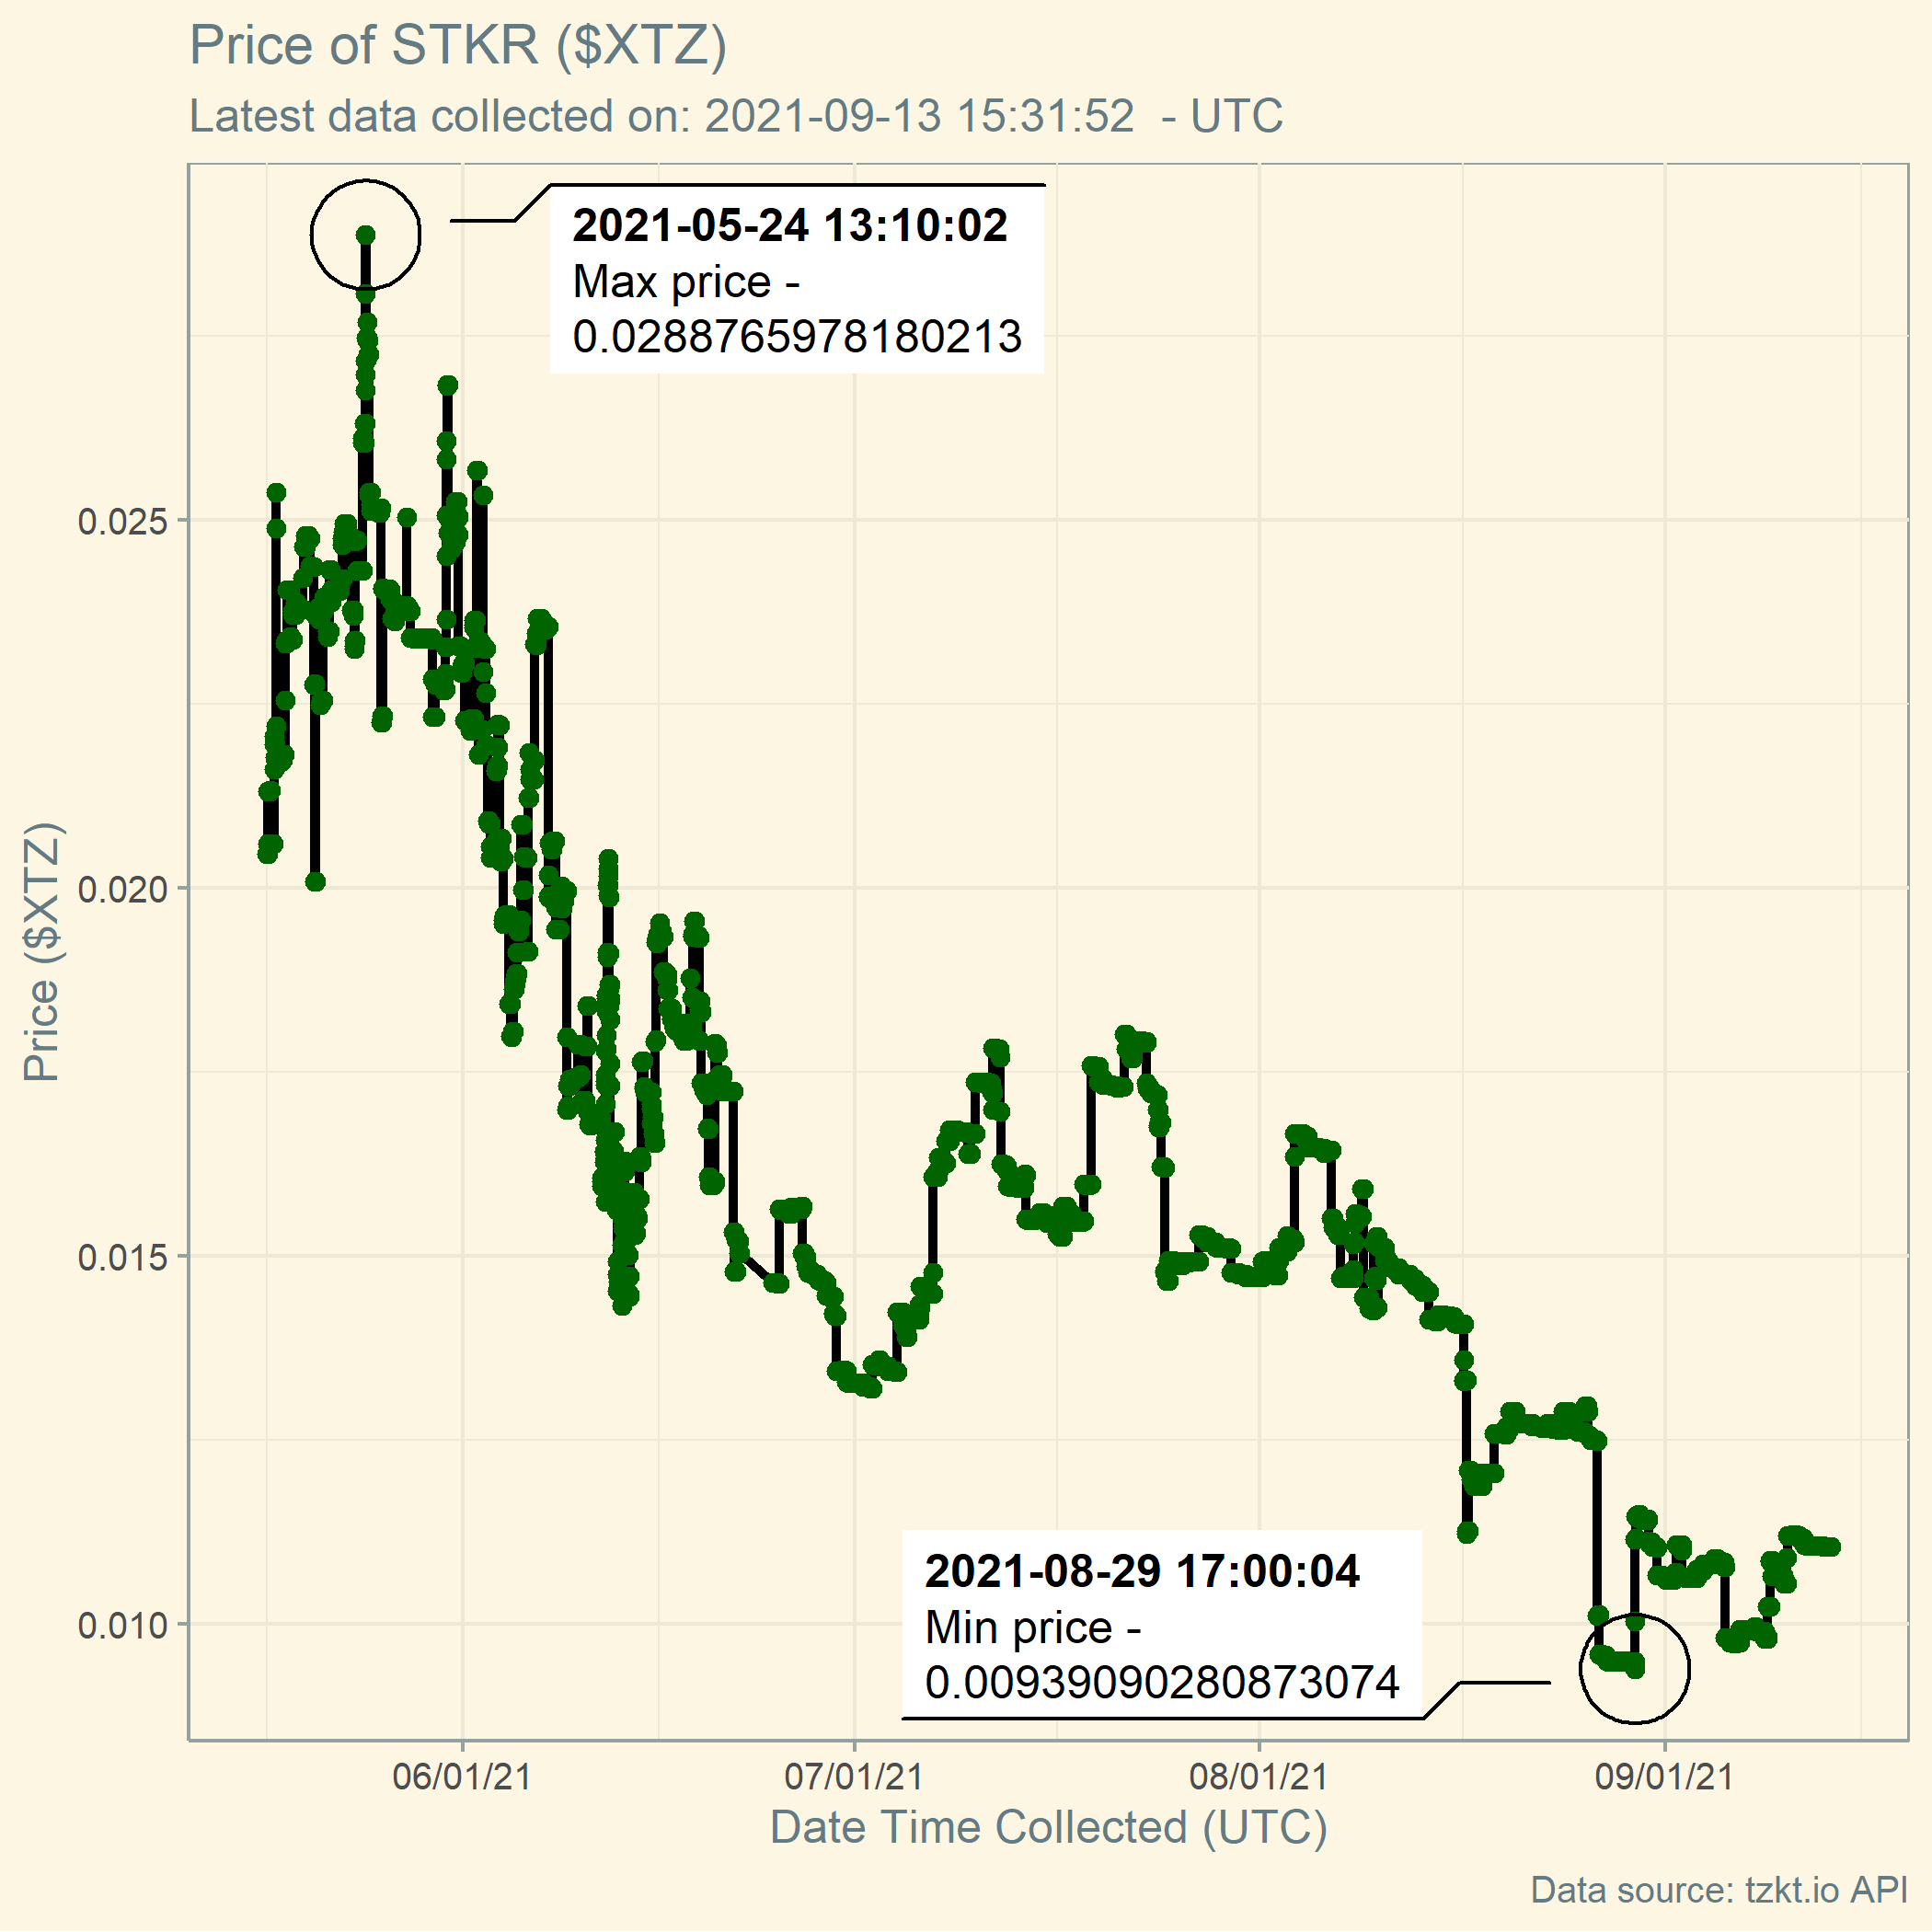 Price of STKR ($XTZ)
Latest data collected on: 2021-09-13 15:31:52  - UTC
2021-05-24 13:10:02
Max price -
0.0288765978180213
0.025
0.020
0.015
0.010
Price ($XTZ)
2021-08-29 17:00:04
Min price -
0.00939090280873074
06/01/21
07/01/21
08/01/21
09/01/21
Date Time Collected (UTC)
Data source: tzkt.io API